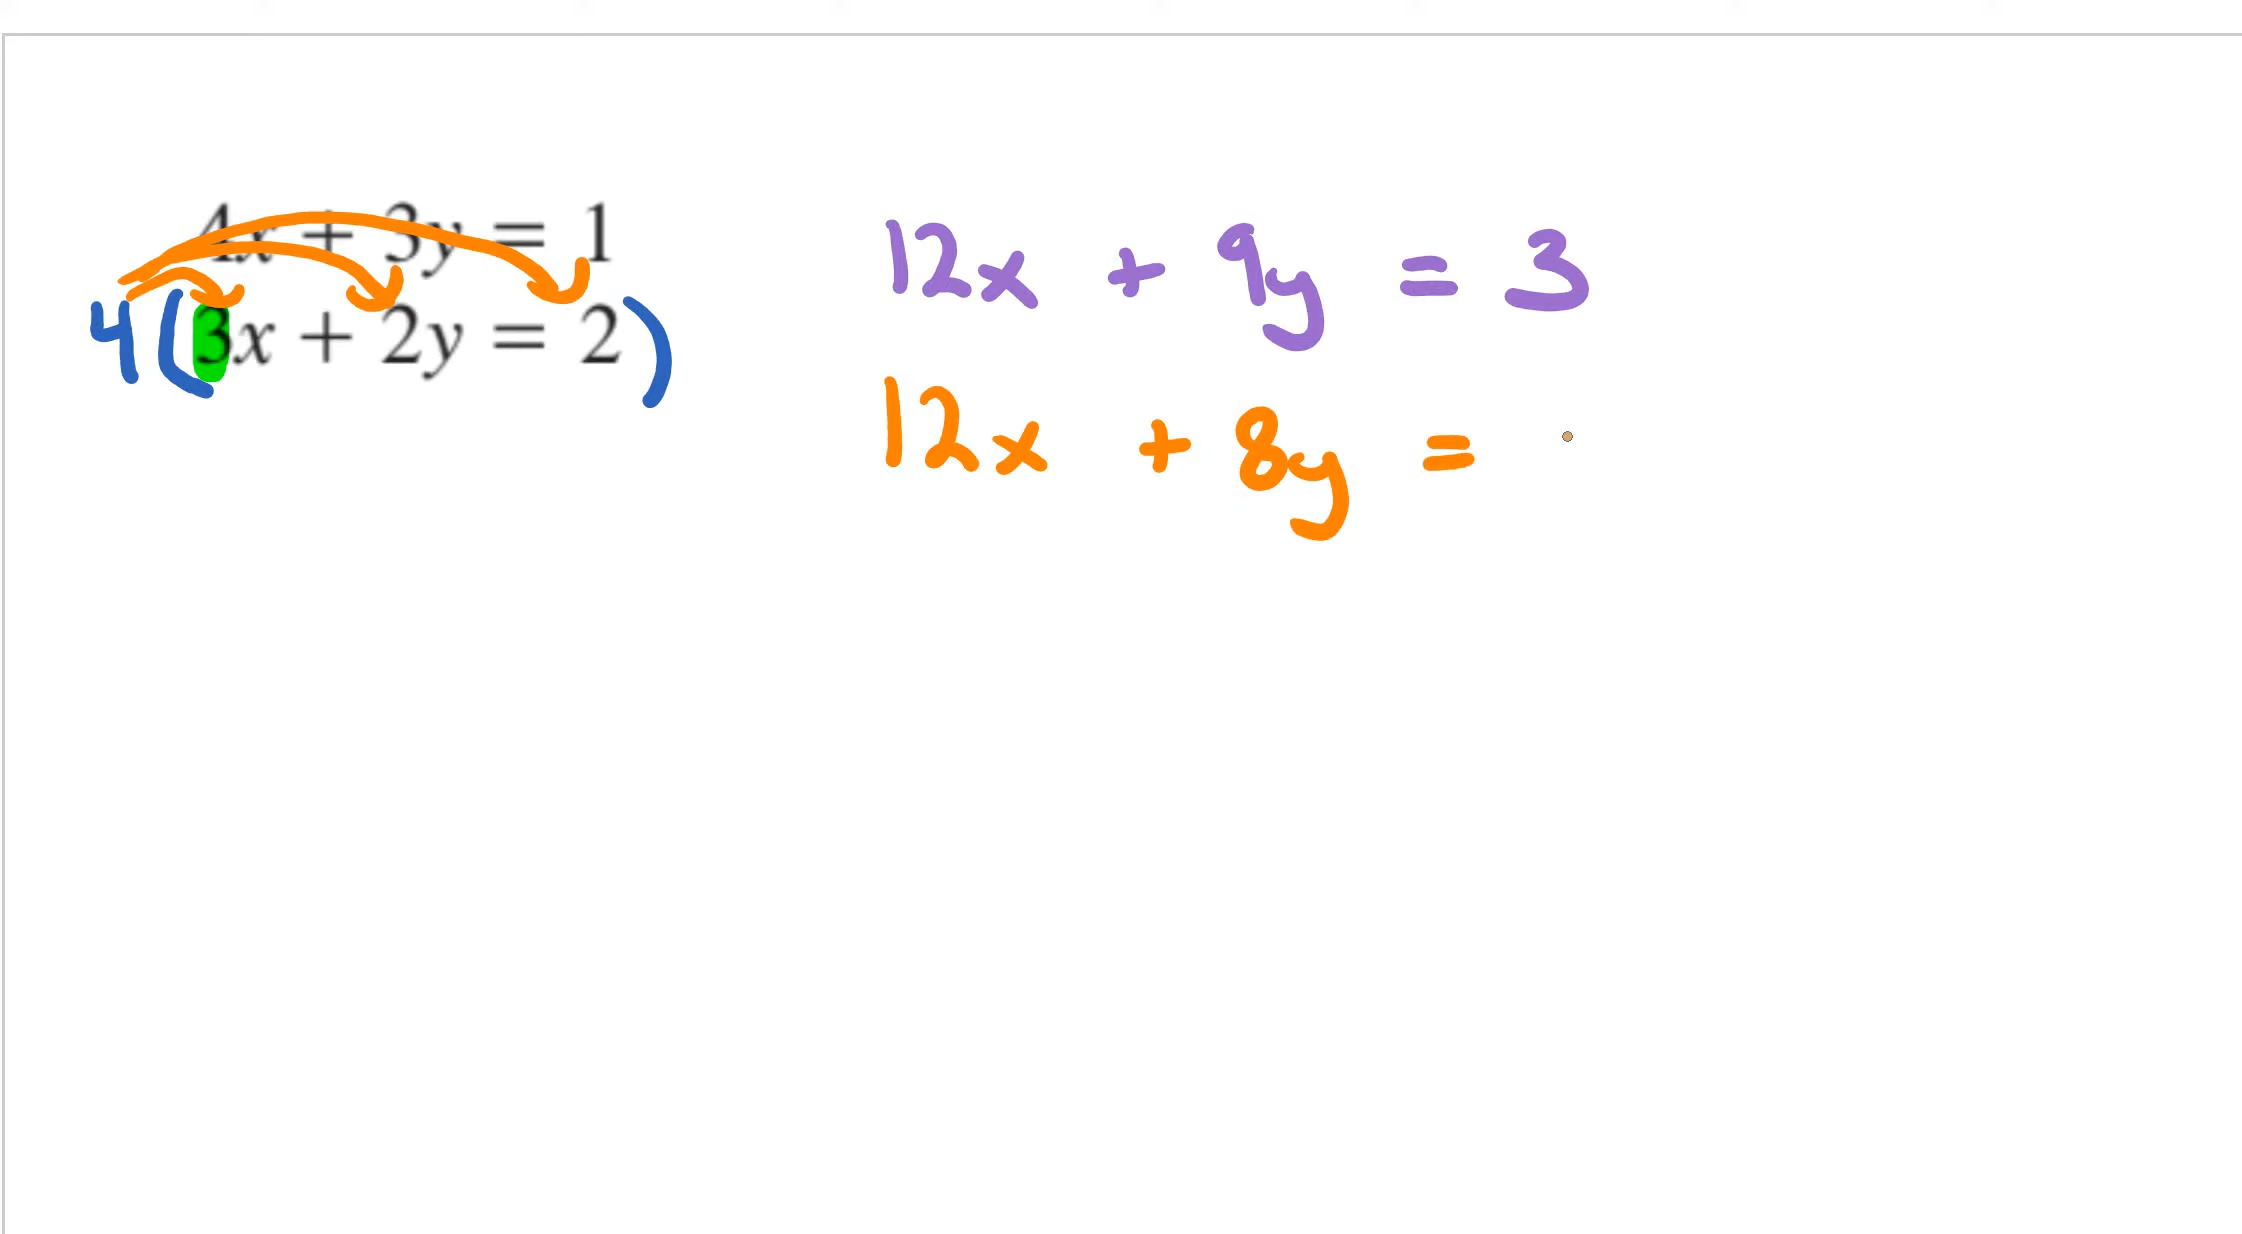 4x + 3y = 1
4(3x + 2y = 2)
12x + 9y = 3
12x + 8y =